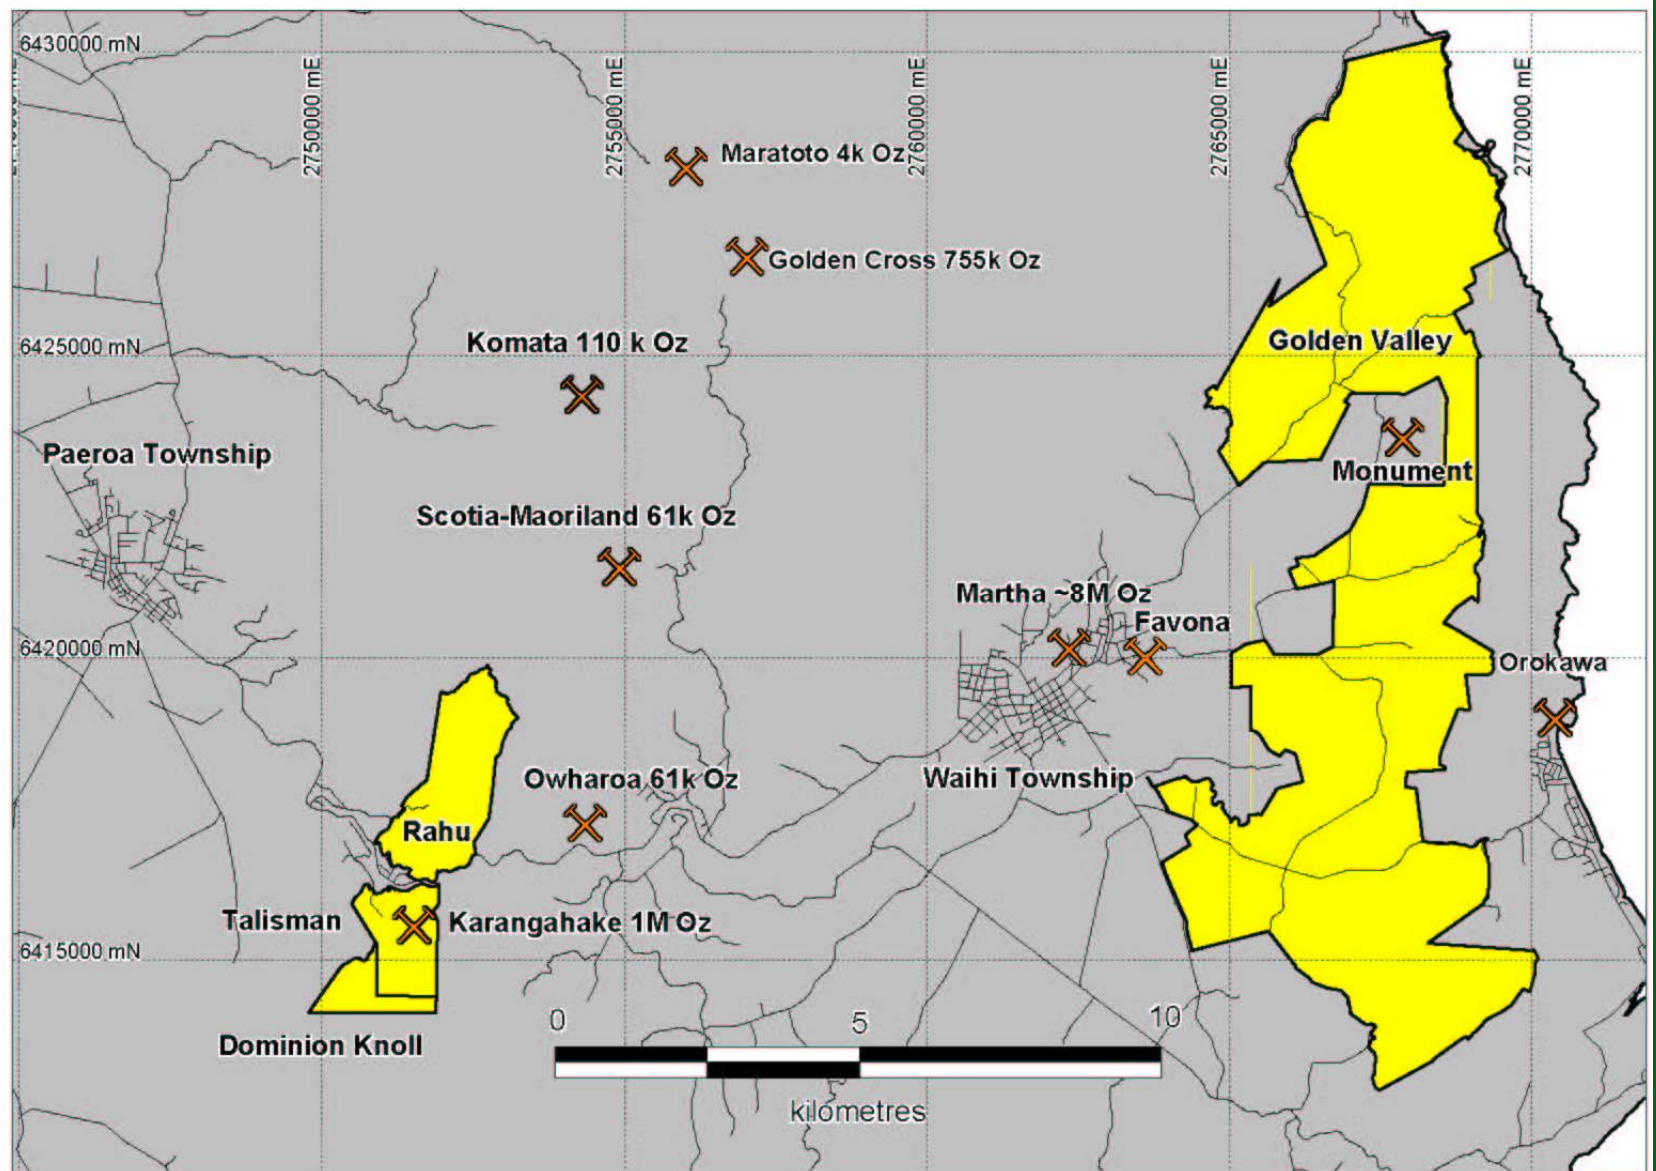 6430000 mN
2750000 mE
2755000 mE
2760000 mE
2765000 mE
2770000 mE
Maratoto 4k Oz
Golden Cross 755k Oz
Komata 110 k Oz
Golden Valley
6425000 mN
Paeroa Township
Monument
Scotia-Maoriland 61k Oz
Martha ~8M Oz
Favona
6420000 mN
Orokawa
Owharoa 61k Oz
Waihi Township
Rahu
Talisman
Karangahake 1M Oz
6415000 mN
Dominion Knoll
0 5 10
kilometres